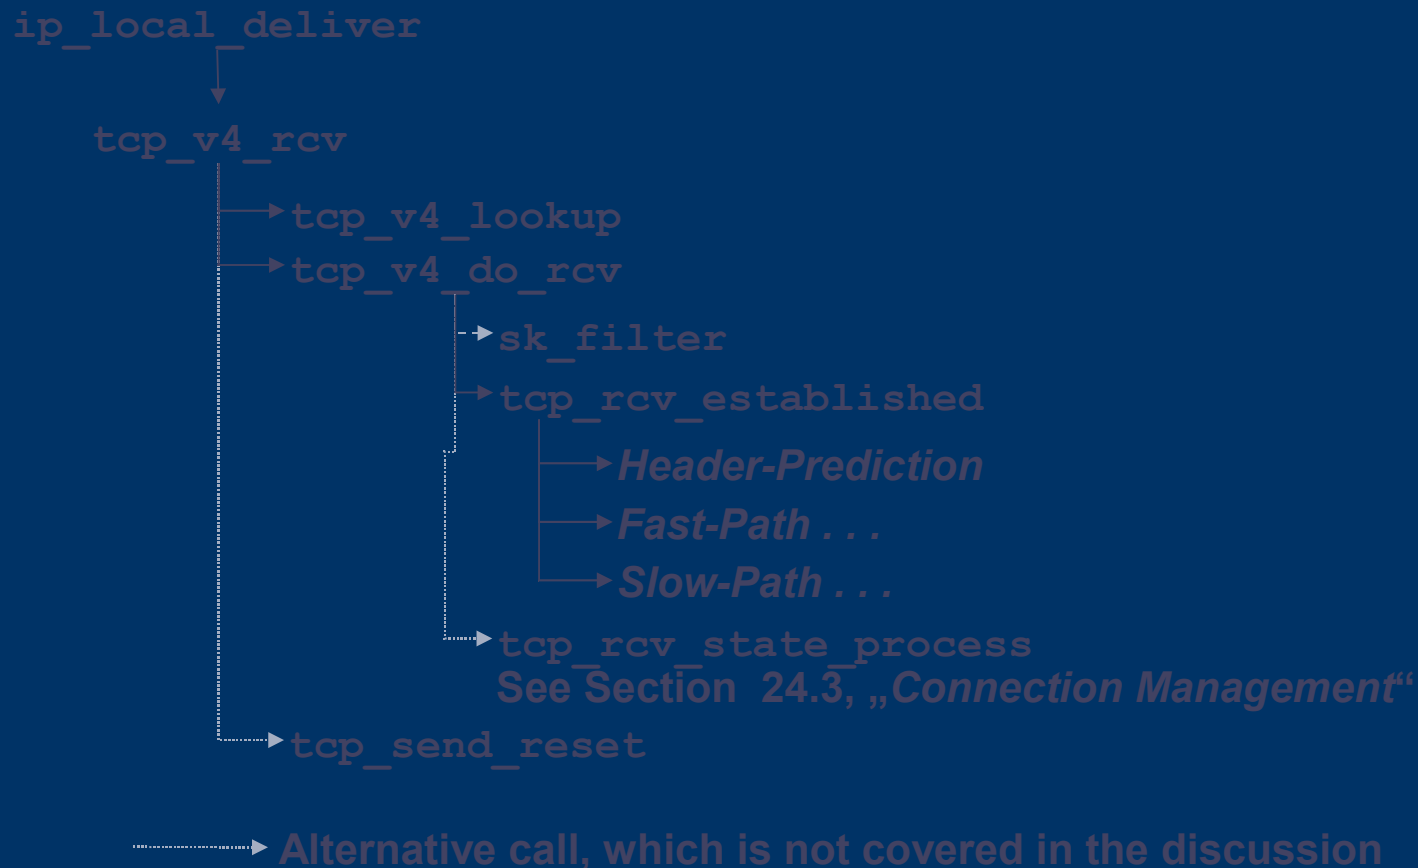 ip_local_deliver
tcp_v4_rcv
tcp_v4_lookup
tcp_v4_do_rcv
sk_filter
tcp_rcv_established
Header-Prediction
Fast-Path . . .
Slow-Path . . .
tcp_rcv_state_process
See Section 24.3, „Connection Management“
tcp_send_reset
Alternative call, which is not covered in the discussion